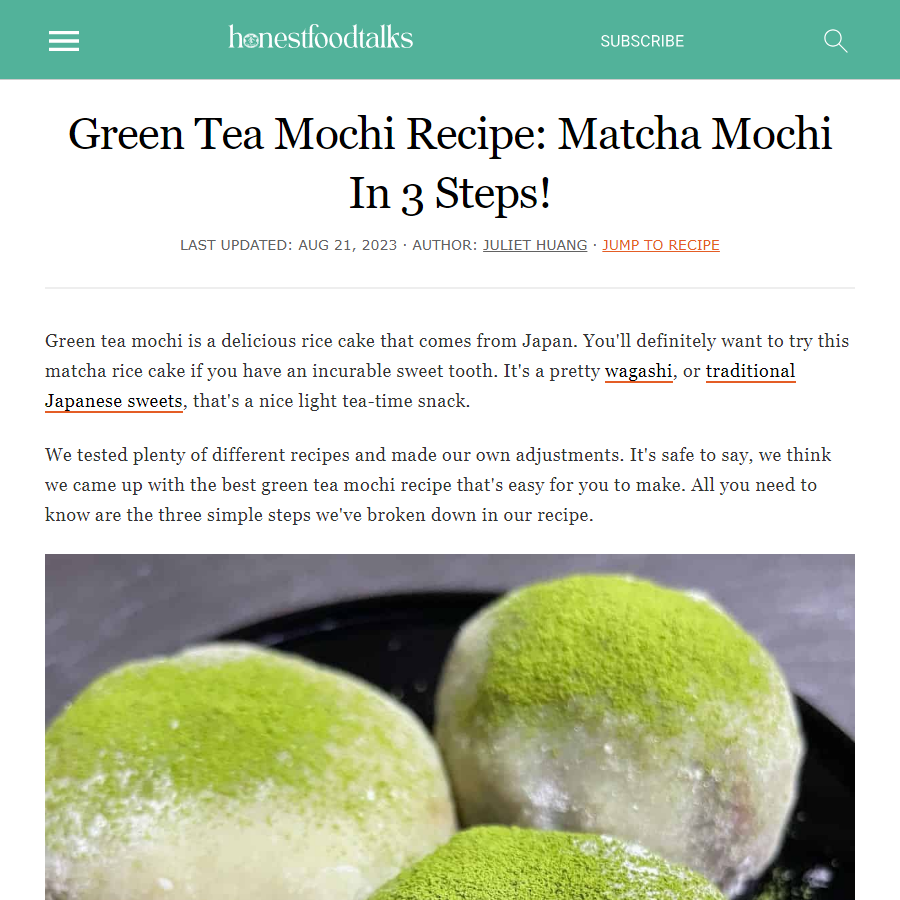 honestfoodtalks
SUBSCRIBE
Green Tea Mochi Recipe: Matcha Mochi
In 3 Steps!
LAST UPDATED: AUG 21, 2023 · AUTHOR: JULIET HUANG · JUMP TO RECIPE
Green tea mochi is a delicious rice cake that comes from Japan. You'll definitely want to try this
matcha rice cake if you have an incurable sweet tooth. It's a pretty wagashi, or traditional
Japanese sweets, that's a nice light tea-time snack.
We tested plenty of different recipes and made our own adjustments. It's safe to say, we think
we came up with the best green tea mochi recipe that's easy for you to make. All you need to
know are the three simple steps we've broken down in our recipe.